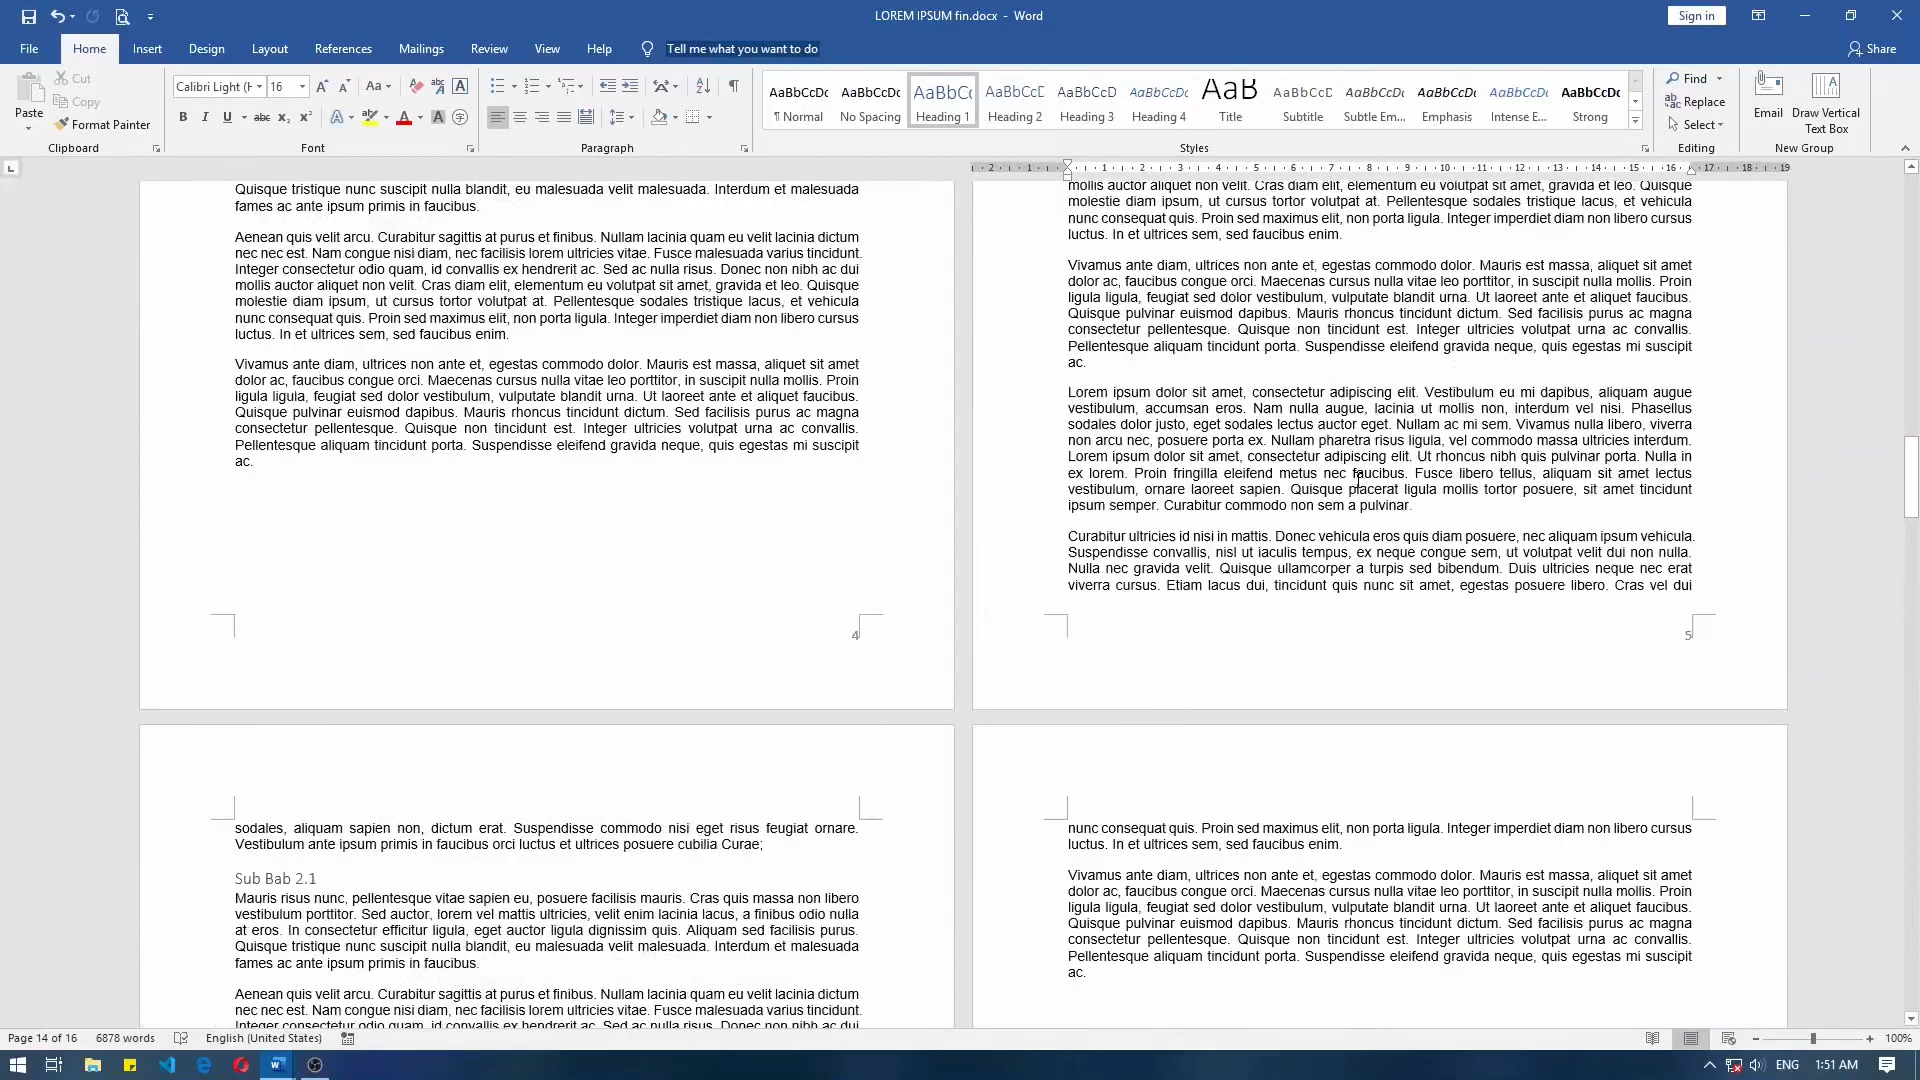 LOREM IPSUM fin.docx - Word
Sign in
File Home Insert Design Layout References Mailings Review View Help Tell me what you want to do Share
Paste
Cut
Copy
Format Painter
Clipboard
Calibri Light (H 16
Font
Paragraph
AaBbCcDc AaBbCcDc AaBbC( AaBbCcE AaBbCcD AaBbCcDc AaB AaBbCcD AaBbCcDc AaBbCcDc AaBbCcDc AaBbCcDc
¶ Normal No Spacing Heading 1 Heading 2 Heading 3 Heading 4 Title Subtitle Subtle Em... Emphasis Intense E... Strong
Styles
Find
Replace
Select
Editing
Email
Draw Vertical
Text Box
New Group
2 1 1 2 3 4 5 6 7 8 9 10 11 12 13 14 15 17 18 19
Quisque tristique nunc suscipit nulla blandit, eu malesuada velit malesuada. Interdum et malesuada
fames ac ante ipsum primis in faucibus.
Aenean quis velit arcu. Curabitur sagittis at purus et finibus. Nullam lacinia quam eu velit lacinia dictum
nec nec est. Nam congue nisi diam, nec facilisis lorem ultricies vitae. Fusce malesuada varius tincidunt.
Integer consectetur odio quam, id convallis ex hendrerit ac. Sed ac nulla risus. Donec non nibh ac dui
mollis auctor aliquet non velit. Cras diam elit, elementum eu volutpat sit amet, gravida et leo. Quisque
molestie diam ipsum, ut cursus tortor volutpat at. Pellentesque sodales tristique lacus, et vehicula
nunc consequat quis. Proin sed maximus elit, non porta ligula. Integer imperdiet diam non libero cursus
luctus. In et ultrices sem, sed faucibus enim.
Vivamus ante diam, ultrices non ante et, egestas commodo dolor. Mauris est massa, aliquet sit amet
dolor ac, faucibus congue orci. Maecenas cursus nulla vitae leo porttitor, in suscipit nulla mollis. Proin
ligula ligula, feugiat sed dolor vestibulum, vulputate blandit urna. Ut laoreet ante et aliquet faucibus.
Quisque pulvinar euismod dapibus. Mauris rhoncus tincidunt dictum. Sed facilisis purus ac magna
consectetur pellentesque. Quisque non tincidunt est. Integer ultricies volutpat urna ac convallis.
Pellentesque aliquam tincidunt porta. Suspendisse eleifend gravida neque, quis egestas mi suscipit
ac.
4
mollis auctor aliquet non velit. Cras diam elit, elementum eu volutpat sit amet, gravida et leo. Quisque
molestie diam ipsum, ut cursus tortor volutpat at. Pellentesque sodales tristique lacus, et vehicula
nunc consequat quis. Proin sed maximus elit, non porta ligula. Integer imperdiet diam non libero cursus
luctus. In et ultrices sem, sed faucibus enim.
Vivamus ante diam, ultrices non ante et, egestas commodo dolor. Mauris est massa, aliquet sit amet
dolor ac, faucibus congue orci. Maecenas cursus nulla vitae leo porttitor, in suscipit nulla mollis. Proin
ligula ligula, feugiat sed dolor vestibulum, vulputate blandit urna. Ut laoreet ante et aliquet faucibus.
Quisque pulvinar euismod dapibus. Mauris rhoncus tincidunt dictum. Sed facilisis purus ac magna
consectetur pellentesque. Quisque non tincidunt est. Integer ultricies volutpat urna ac convallis.
Pellentesque aliquam tincidunt porta. Suspendisse eleifend gravida neque, quis egestas mi suscipit
ac.
Lorem ipsum dolor sit amet, consectetur adipiscing elit. Vestibulum eu mi dapibus, aliquam augue
vestibulum, accumsan eros. Nam nulla augue, lacinia ut mollis non, interdum vel nisi. Phasellus
sodales dolor justo, eget sodales lectus auctor eget. Nullam ac mi sem. Vivamus nulla libero, viverra
non arcu nec, posuere porta ex. Nullam pharetra risus ligula, vel commodo massa ultricies interdum.
Lorem ipsum dolor sit amet, consectetur adipiscing elit. Ut rhoncus nibh quis pulvinar porta. Nulla in
ex lorem. Proin fringilla eleifend metus nec faucibus. Fusce libero tellus, aliquam sit amet lectus
vestibulum, ornare laoreet sapien. Quisque placerat ligula mollis tortor posuere, sit amet tincidunt
ipsum semper. Curabitur commodo non sem a pulvinar.
Curabitur ultricies id nisi in mattis. Donec vehicula eros quis diam posuere, nec aliquam ipsum vehicula.
Suspendisse convallis, nisl ut iaculis tempus, ex neque congue sem, ut volutpat velit dui non nulla.
Nulla nec gravida velit. Quisque ullamcorper a turpis sed bibendum. Duis ultricies neque nec erat
viverra cursus. Etiam lacus dui, tincidunt quis nunc sit amet, egestas posuere libero. Cras vel dui
5
sodales, aliquam sapien non, dictum erat. Suspendisse commodo nisi eget risus feugiat ornare.
Vestibulum ante ipsum primis in faucibus orci luctus et ultrices posuere cubilia Curae;
Sub Bab 2.1
Mauris risus nunc, pellentesque vitae sapien eu, posuere facilisis mauris. Cras quis massa non libero
vestibulum porttitor. Sed auctor, lorem vel mattis ultricies, velit enim lacinia lacus, a finibus odio nulla
at eros. In consectetur efficitur ligula, eget auctor ligula dignissim quis. Aliquam sed facilisis purus.
Quisque tristique nunc suscipit nulla blandit, eu malesuada velit malesuada. Interdum et malesuada
fames ac ante ipsum primis in faucibus.
Aenean quis velit arcu. Curabitur sagittis at purus et finibus. Nullam lacinia quam eu velit lacinia dictum
nec nec est. Nam congue nisi diam, nec facilisis lorem ultricies vitae. Fusce malesuada varius tincidunt.
Integer consectetur odio quam, id convallis ex hendrerit ac. Sed ac nulla risus. Donec non nibh ac dui
nunc consequat quis. Proin sed maximus elit, non porta ligula. Integer imperdiet diam non libero cursus
luctus. In et ultrices sem, sed faucibus enim.
Vivamus ante diam, ultrices non ante et, egestas commodo dolor. Mauris est massa, aliquet sit amet
dolor ac, faucibus congue orci. Maecenas cursus nulla vitae leo porttitor, in suscipit nulla mollis. Proin
ligula ligula, feugiat sed dolor vestibulum, vulputate blandit urna. Ut laoreet ante et aliquet faucibus.
Quisque pulvinar euismod dapibus. Mauris rhoncus tincidunt dictum. Sed facilisis purus ac magna
consectetur pellentesque. Quisque non tincidunt est. Integer ultricies volutpat urna ac convallis.
Pellentesque aliquam tincidunt porta. Suspendisse eleifend gravida neque, quis egestas mi suscipit
ac.
Page 14 of 16 6878 words English (United States) 100%
ENG 1:51 AM